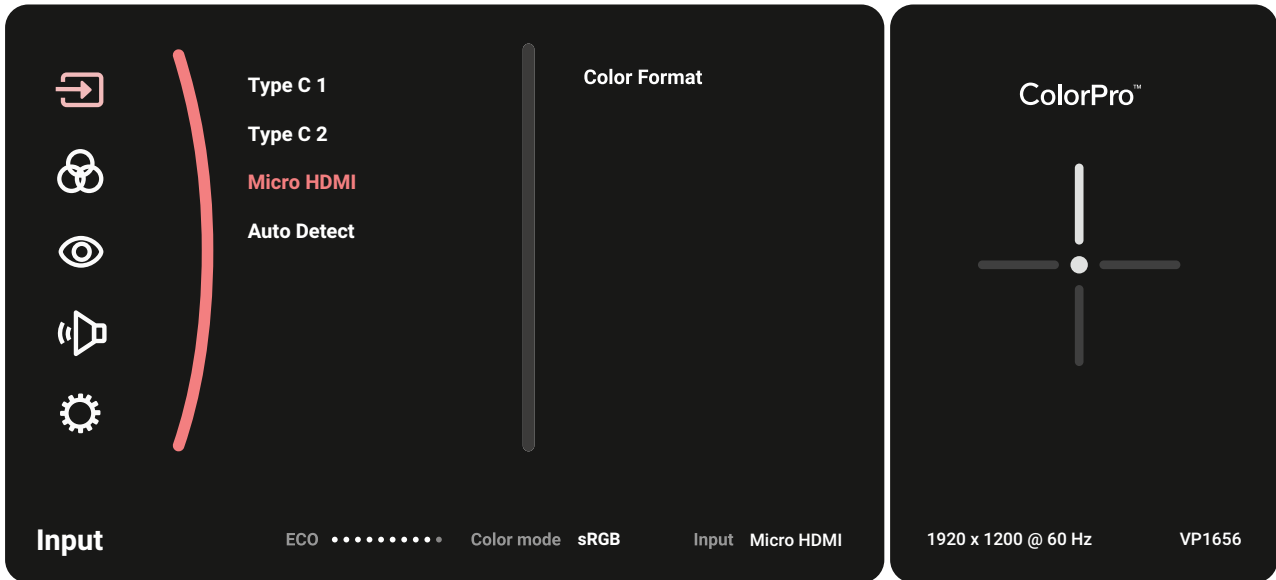 Type C 1
Type C 2
Micro HDMI
Auto Detect
Color Format
Input
ECO
Color mode sRGB
Input Micro HDMI
ColorPro™
1920 x 1200 @ 60 Hz
VP1656